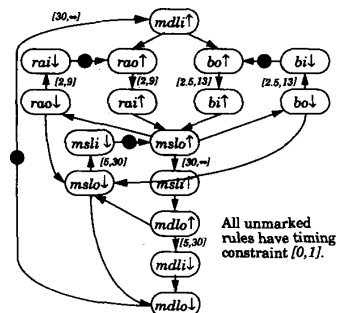 [30,∞]
mdli↑
rai↓ rao↑ bo↑ bi↓
[2,9] [2,9] [2.5,13] [2.5,13]
rao↓ rai↑ bi↑ bo↓
msli↓ mslo↑
[5,30] [30,∞]
mslo↓ msli↑
mdlo↑
[5,30]
mdli↓
mdlo↓
All unmarked
rules have timing
constraint [0,1].